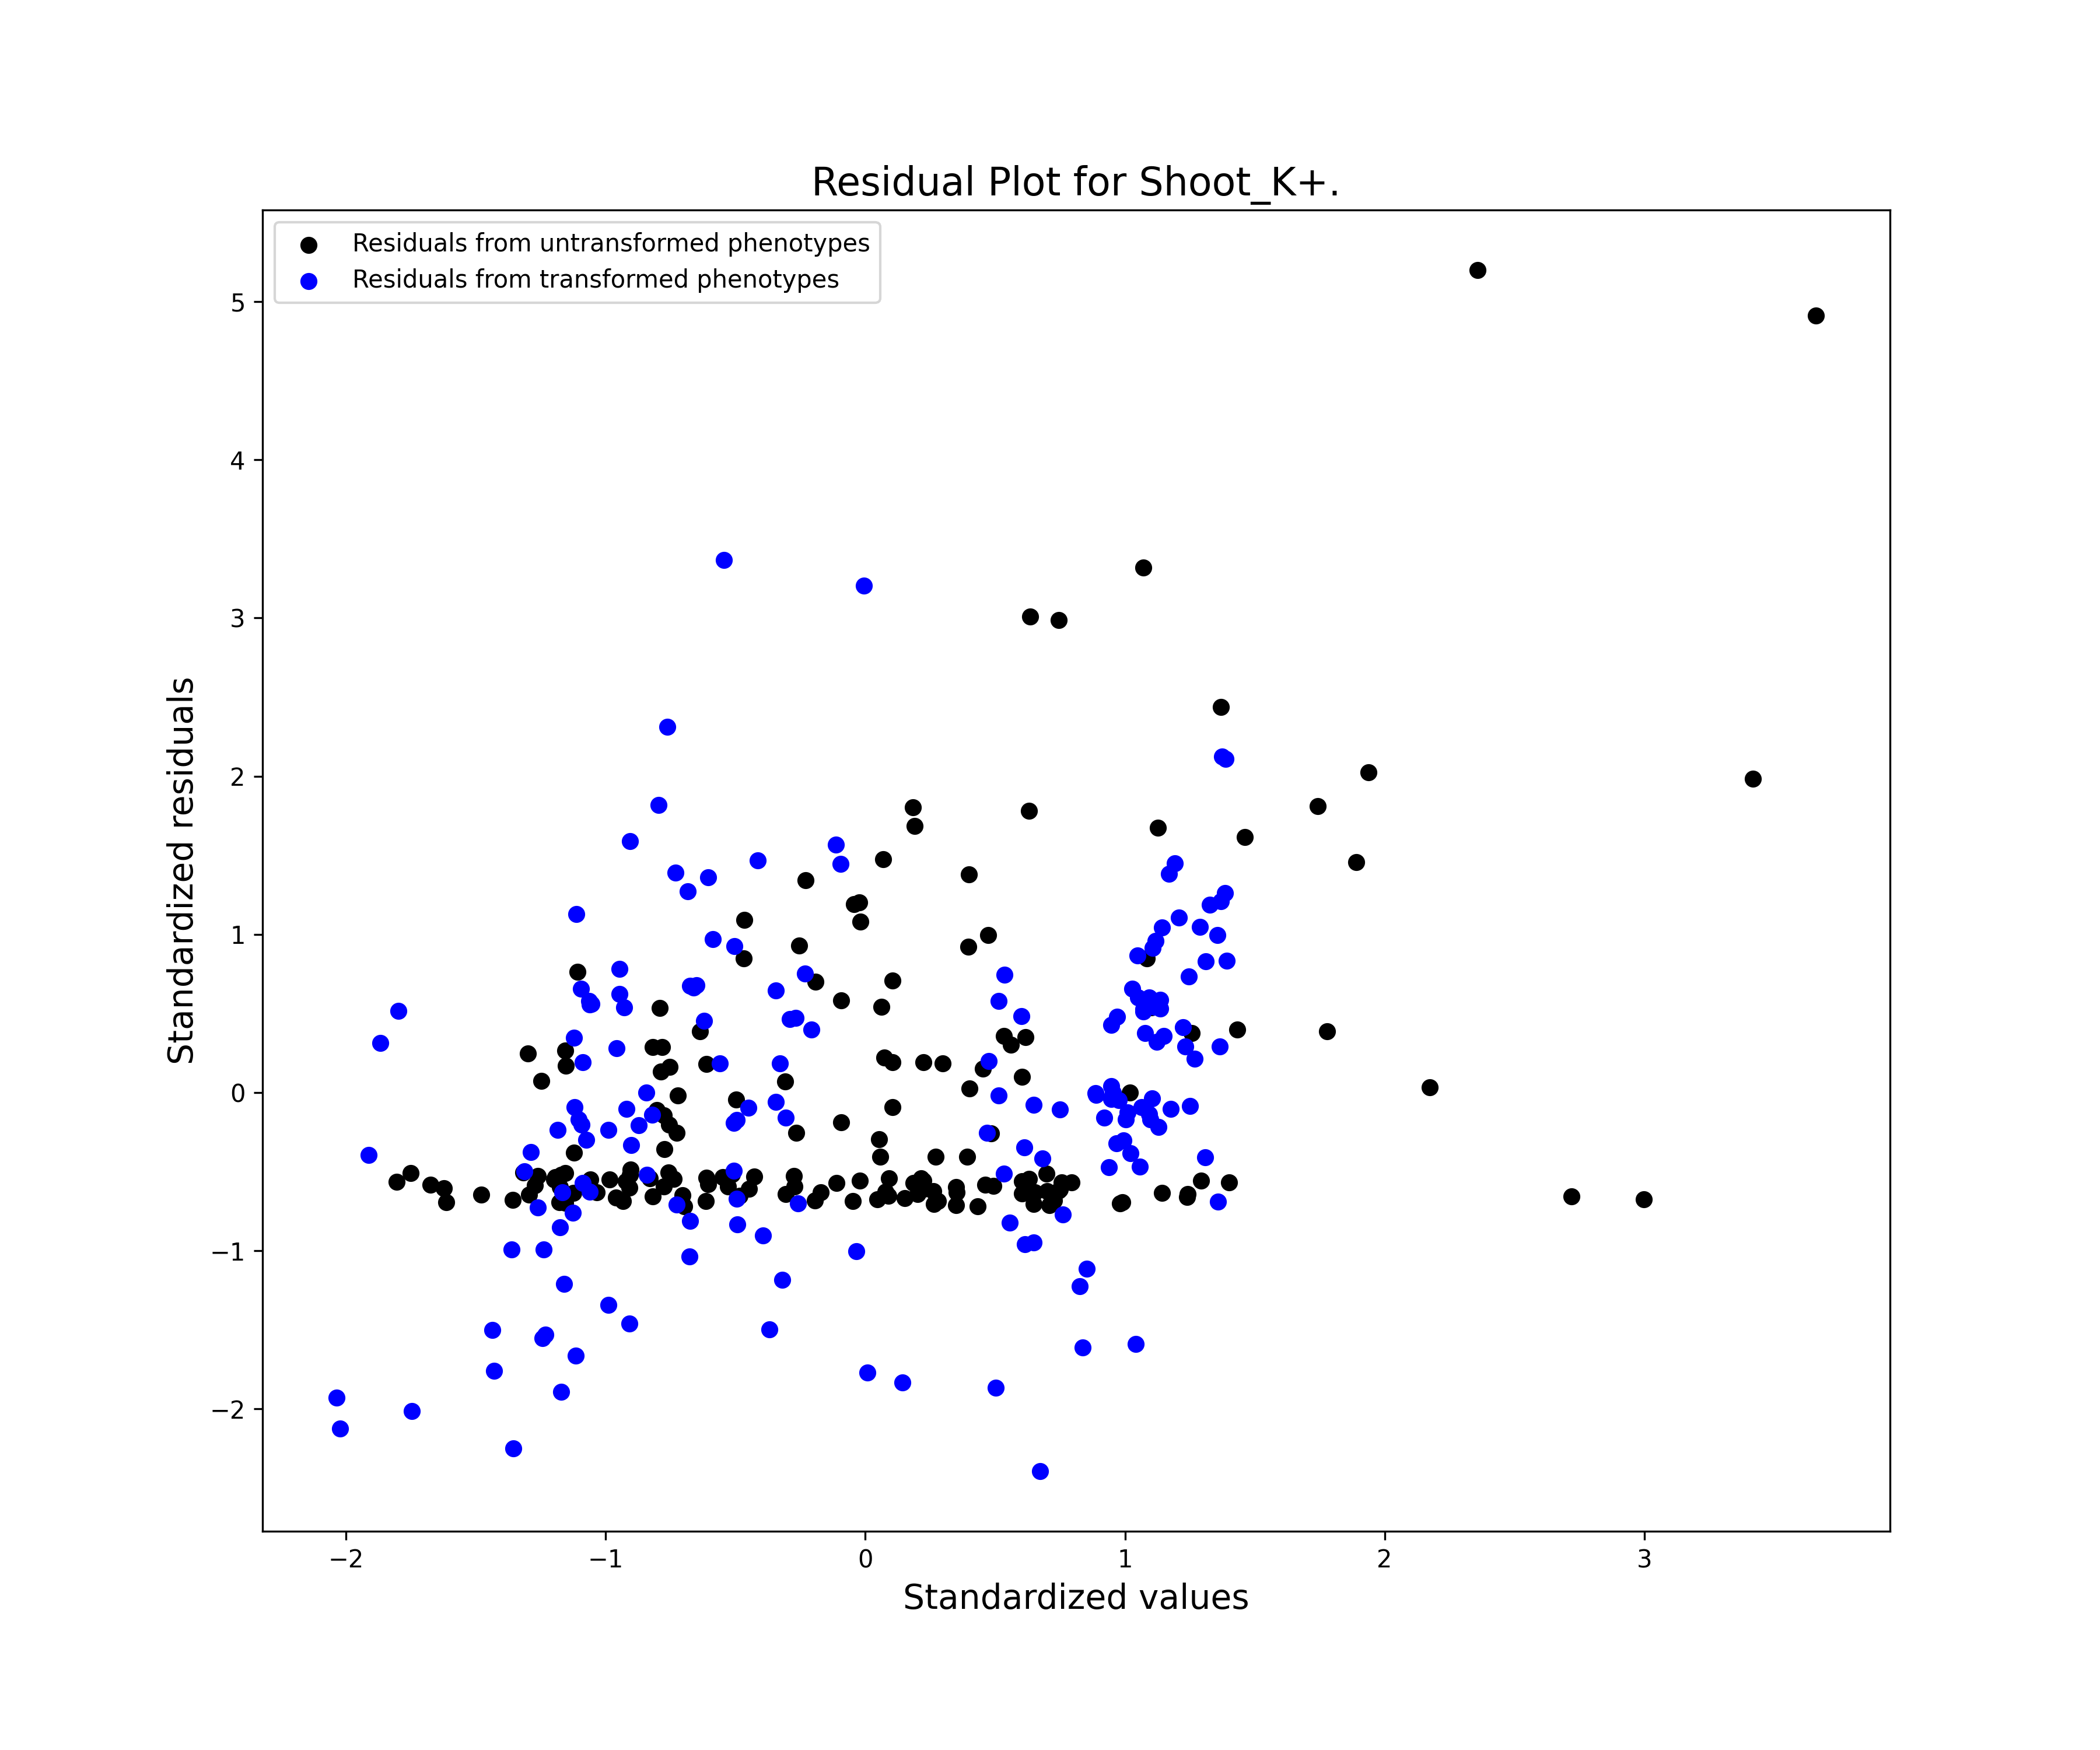 Residual Plot for Shoot_K+.
Residuals from untransformed phenotypes
Residuals from transformed phenotypes
5
4
3
2
1
0
−1
−2
Standardized residuals
−2 −1 0 1 2 3
Standardized values